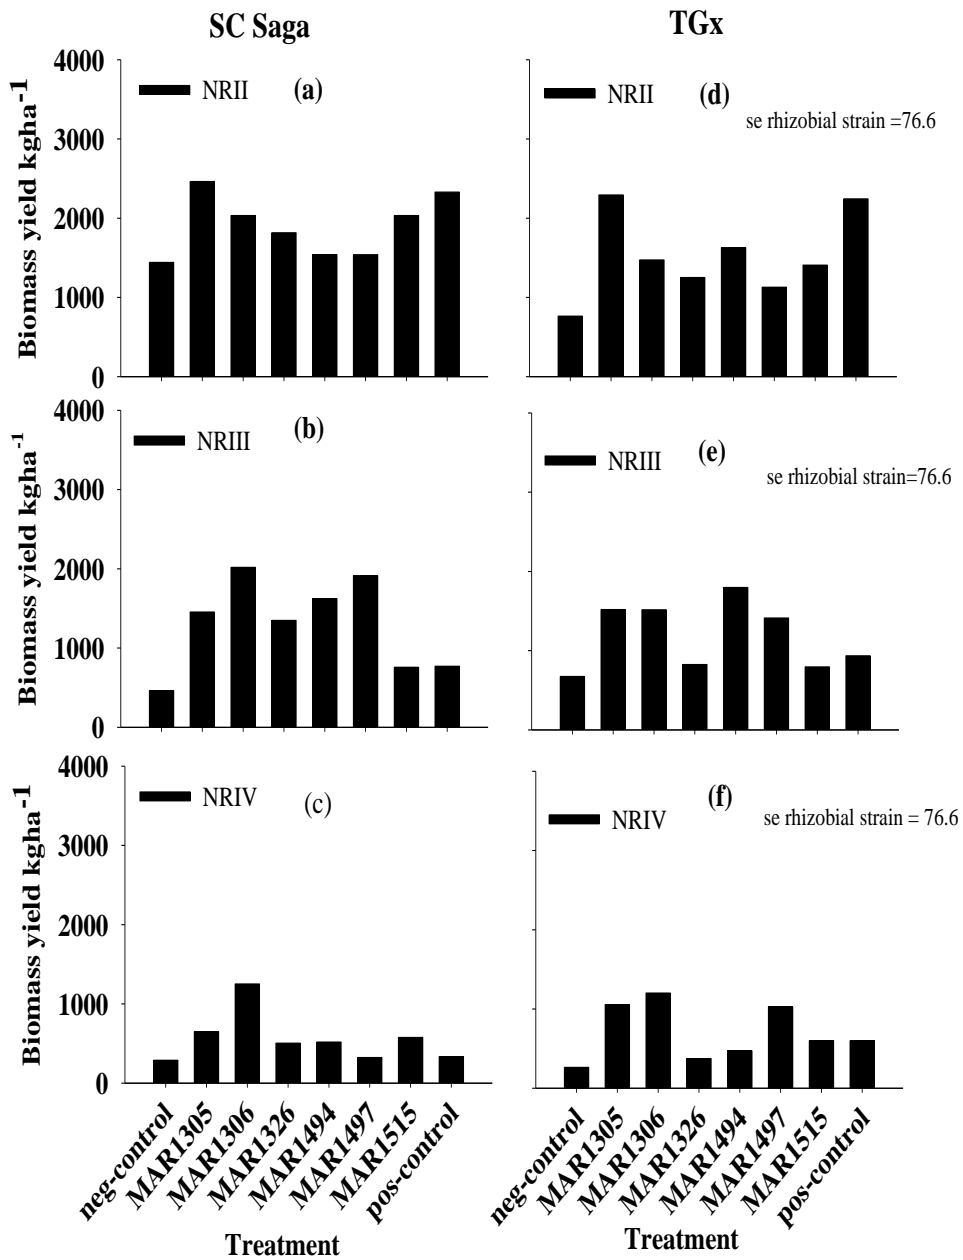 SC Saga
TGx
Biomass yield kgha-1
4000
3000
2000
1000
0
NRII
(a)
NRII
(d)
se rhizobial strain =76.6
Biomass yield kgha-1
4000
3000
2000
1000
0
NRIII
(b)
NRIII
(e)
se rhizobial strain=76.6
Biomass yield kgha-1
4000
3000
2000
1000
0
NRIV
(c)
NRIV
(f)
se rhizobial strain = 76.6
neg-control
MAR1305
MAR1306
MAR1326
MAR1494
MAR1497
MAR1515
pos-control
Treatment
neg-control
MAR1305
MAR1306
MAR1326
MAR1494
MAR1497
MAR1515
pos-control
Treatment